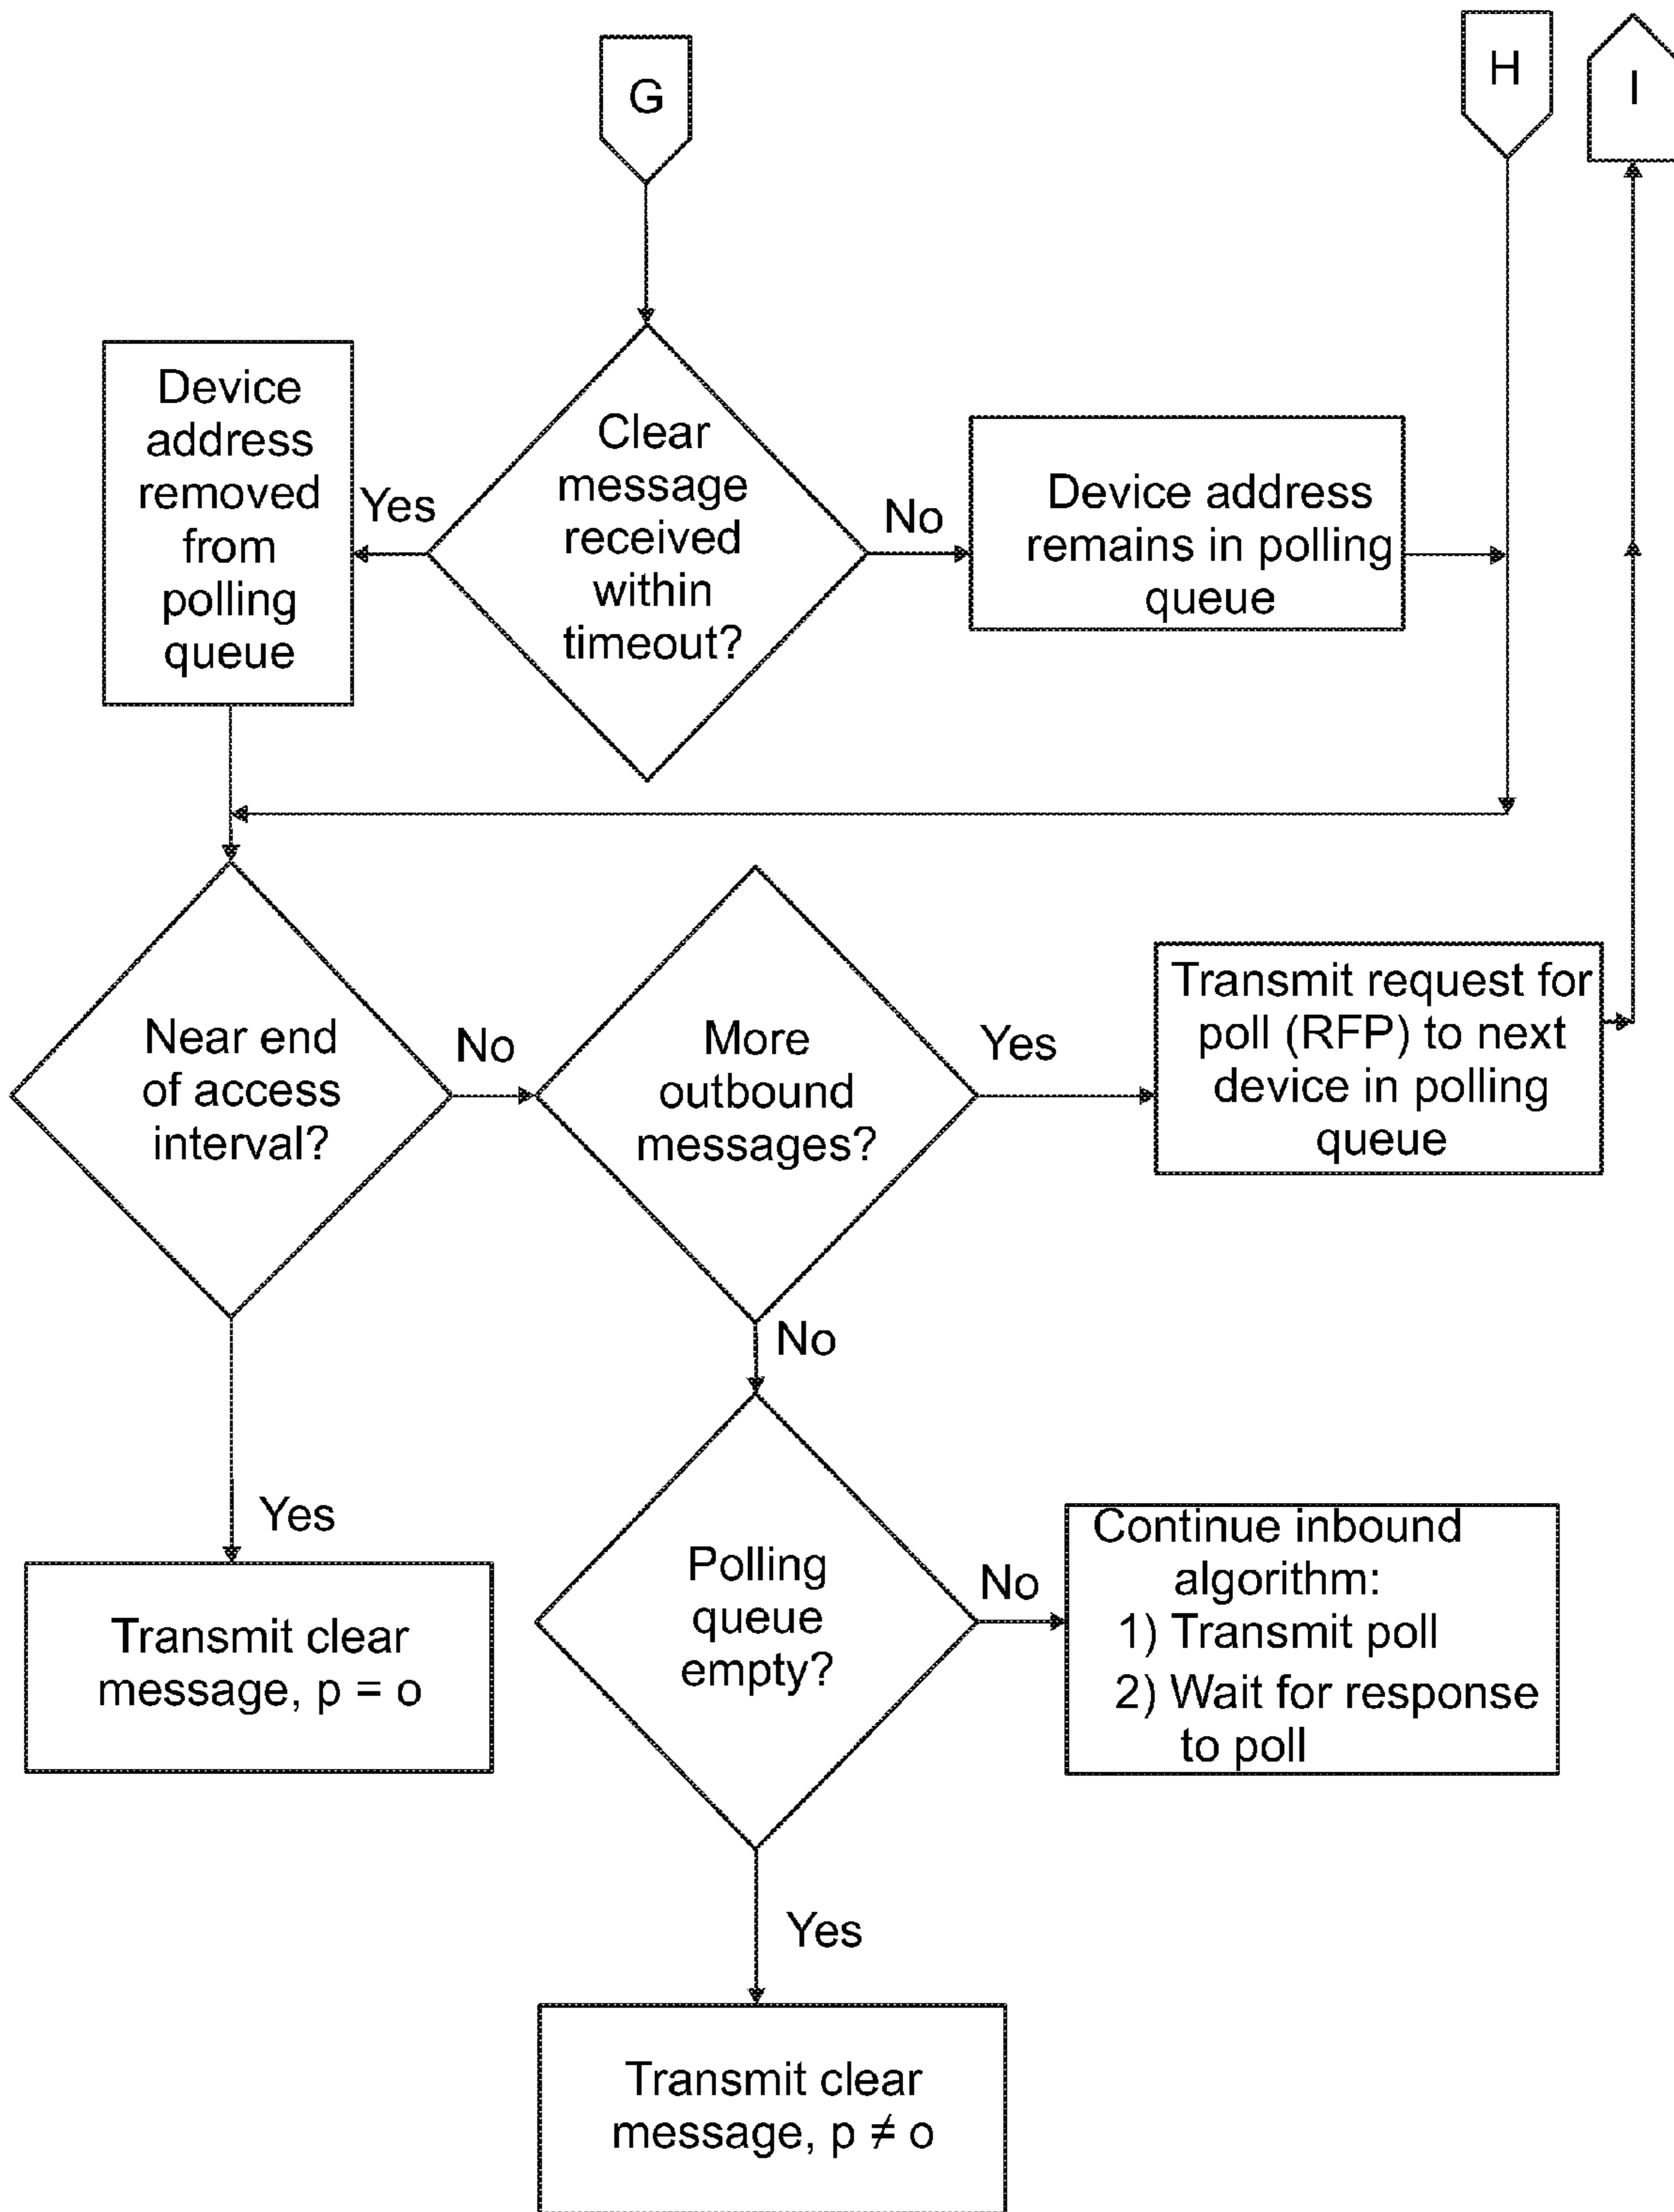 G
H
I
Device
address
removed
from
polling
queue
Yes
Clear
message
received
within
timeout?
No
Device address
remains in polling
queue
Near end
of access
interval?
No
More
outbound
messages?
Yes
Transmit request for
poll (RFP) to next
device in polling
queue
No
Yes
Transmit clear
message, p = o
Polling
queue
empty?
No
Continue inbound
algorithm:
1) Transmit poll
2) Wait for response
to poll
Yes
Transmit clear
message, p ≠ o